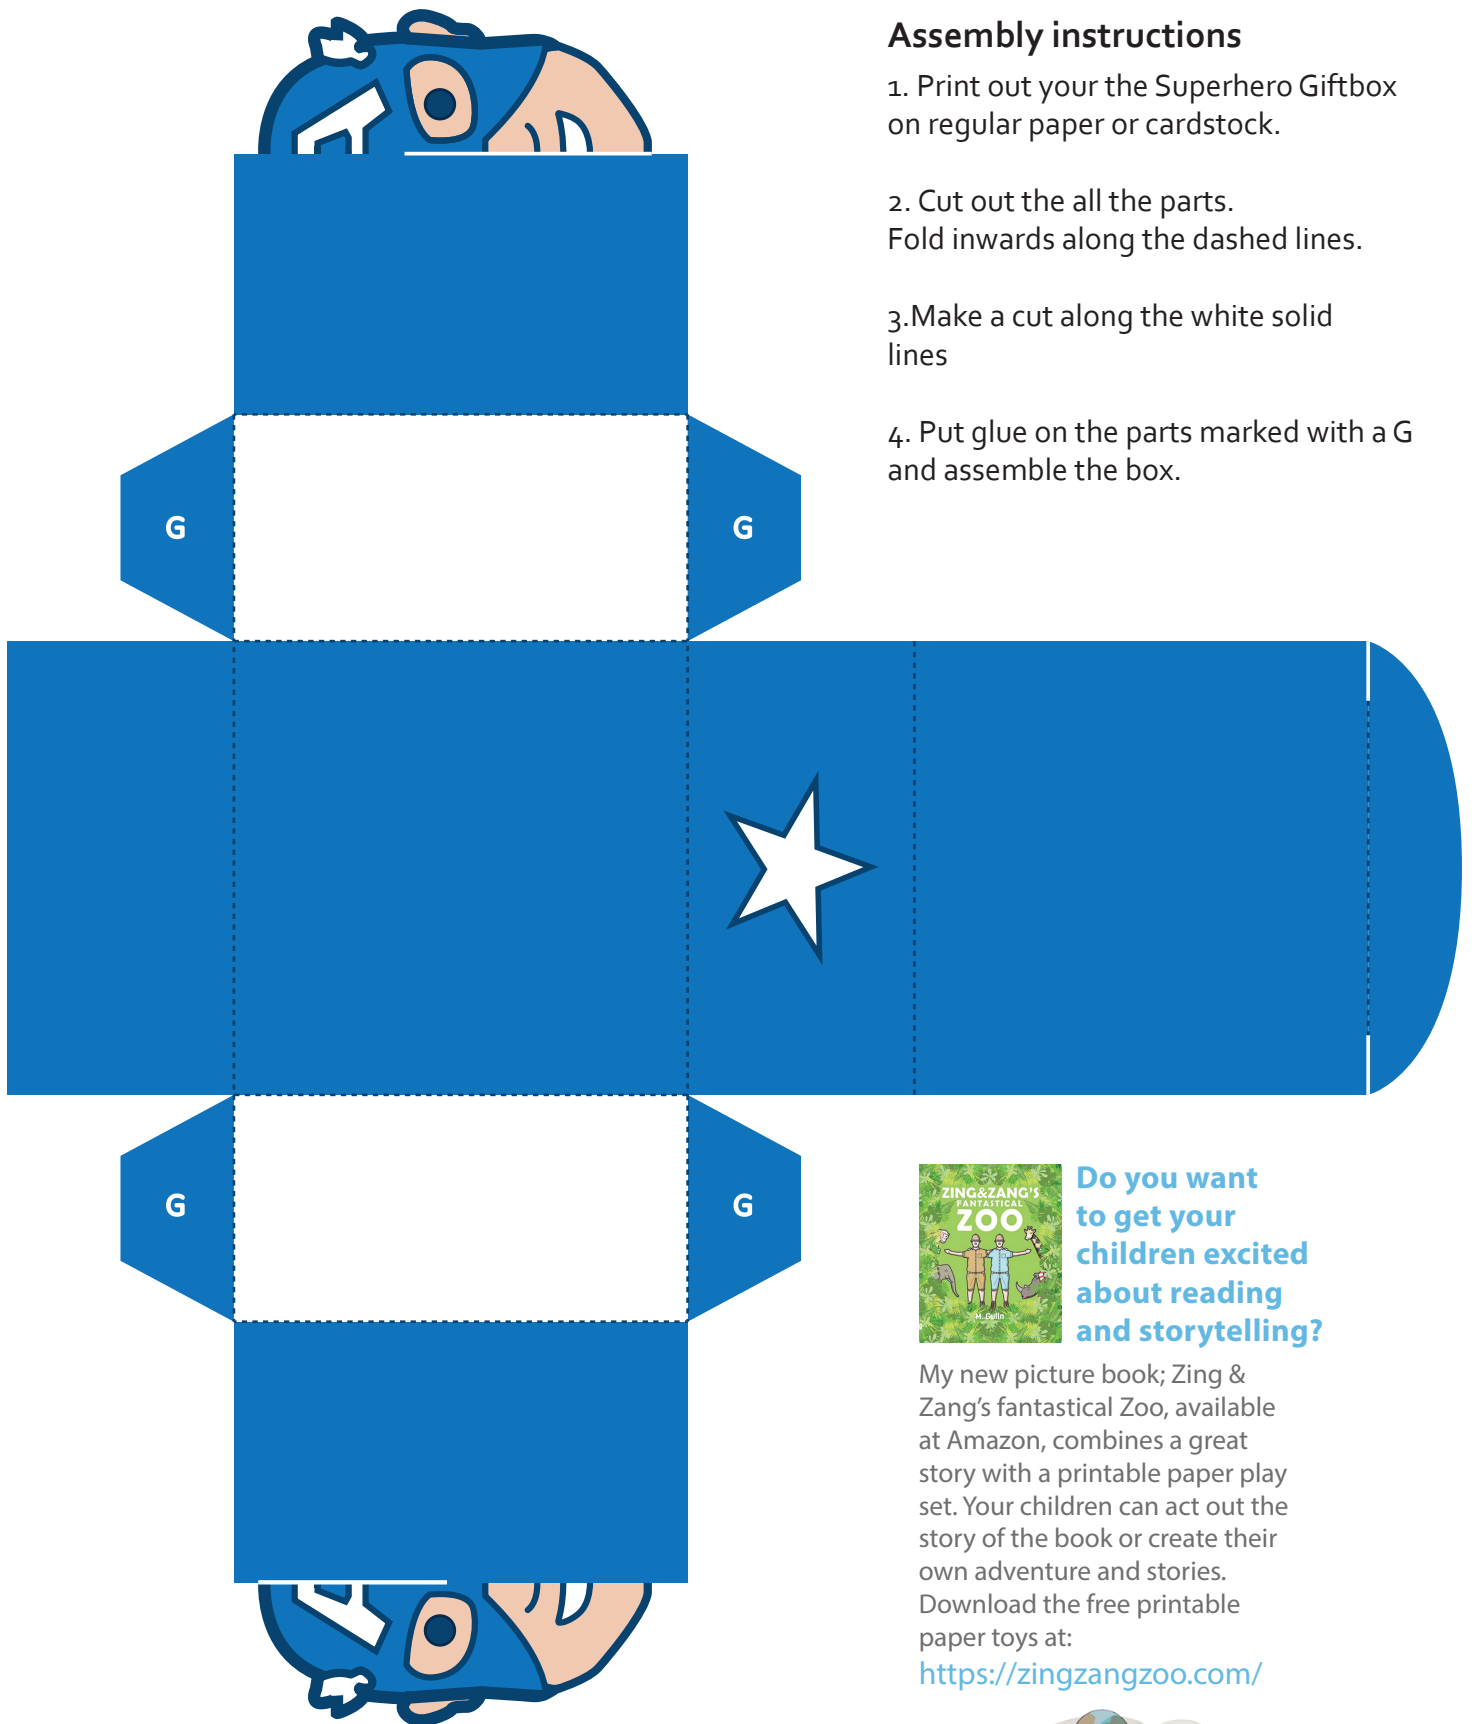 Assembly instructions
1. Print out your the Superhero Giftbox
on regular paper or cardstock.
2. Cut out the all the parts.
Fold inwards along the dashed lines.
3.Make a cut along the white solid
lines
4. Put glue on the parts marked with a G
and assemble the box.
G
G
G
G
ZING&ZANG'S
FANTASTICAL
ZOO
M. Gulin
Do you want
to get your
children excited
about reading
and storytelling?
My new picture book; Zing &
Zang's fantastical Zoo, available
at Amazon, combines a great
story with a printable paper play
set. Your children can act out the
story of the book or create their
own adventure and stories.
Download the free printable
paper toys at:
https://zingzangzoo.com/